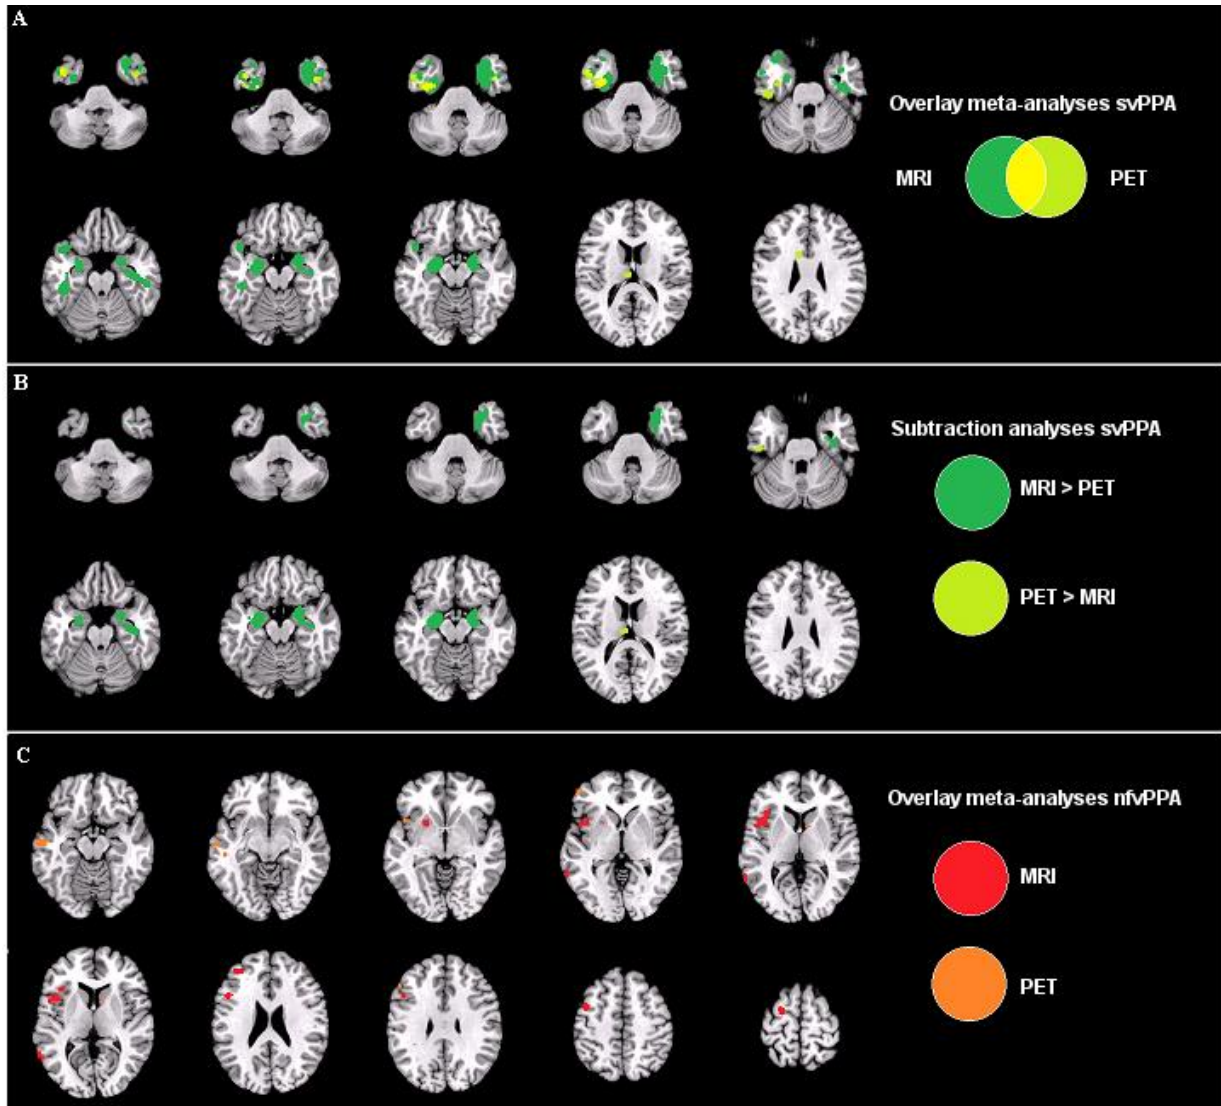 A
Overlay meta-analyses svPPA
MRI
PET
B
Subtraction analyses svPPA
MRI > PET
PET > MRI
C
Overlay meta-analyses nfvPPA
MRI
PET